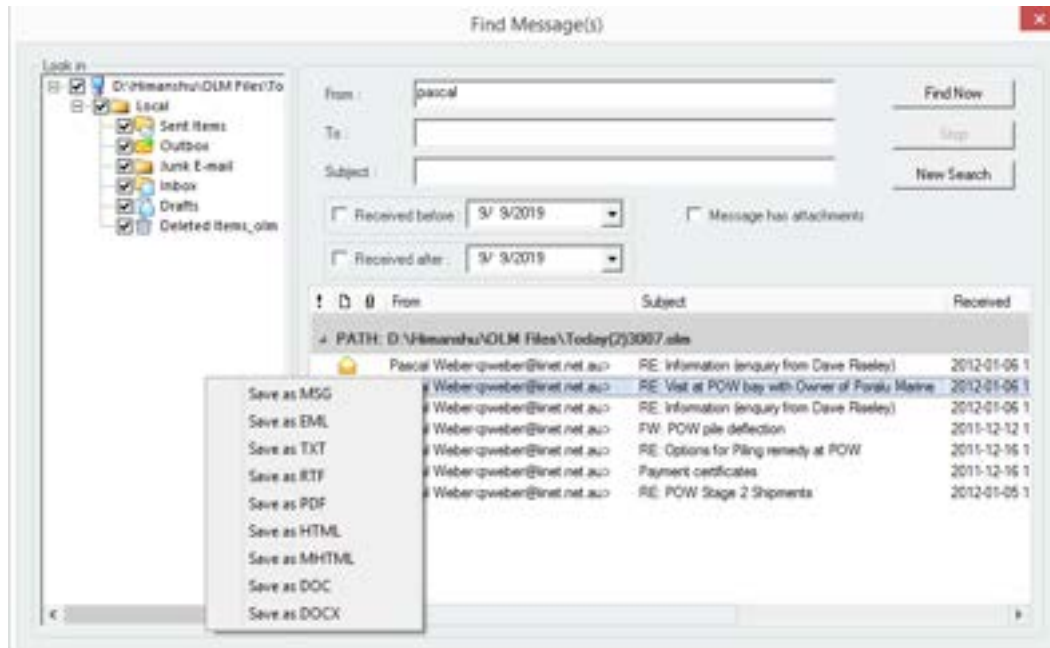 Find Message(s)
Look in
D:\Himanshu\OLM Files\To
Local
Sent Items
Outbox
Junk E-mail
Inbox
Drafts
Deleted Items_olm
From :
pascal
Find Now
To :
Stop
Subject :
New Search
Received before :
9/ 9/2019
Message has attachments
Received after :
9/ 9/2019
! From Subject Received
PATH: D:\Himanshu\OLM Files\Today(2)3007.olm
Pascal Weber<pweber@iinet.net.au> RE: Information (enquiry from Dave Riseley) 2012-01-06 1
Weber<pweber@iinet.net.au> RE: Visit at POW bay with Owner of Poralu Marine 2012-01-06 1
Weber<pweber@iinet.net.au> RE: Information (enquiry from Dave Riseley) 2012-01-06 1
Weber<pweber@iinet.net.au> FW: POW pile deflection 2011-12-12 1
Weber<pweber@iinet.net.au> RE: Options for Piling remedy at POW 2011-12-16 1
Weber<pweber@iinet.net.au> Payment certificates 2011-12-16 1
Weber<pweber@iinet.net.au> RE: POW Stage 2 Shipments 2012-01-05 1
Save as MSG
Save as EML
Save as TXT
Save as RTF
Save as PDF
Save as HTML
Save as MHTML
Save as DOC
Save as DOCX